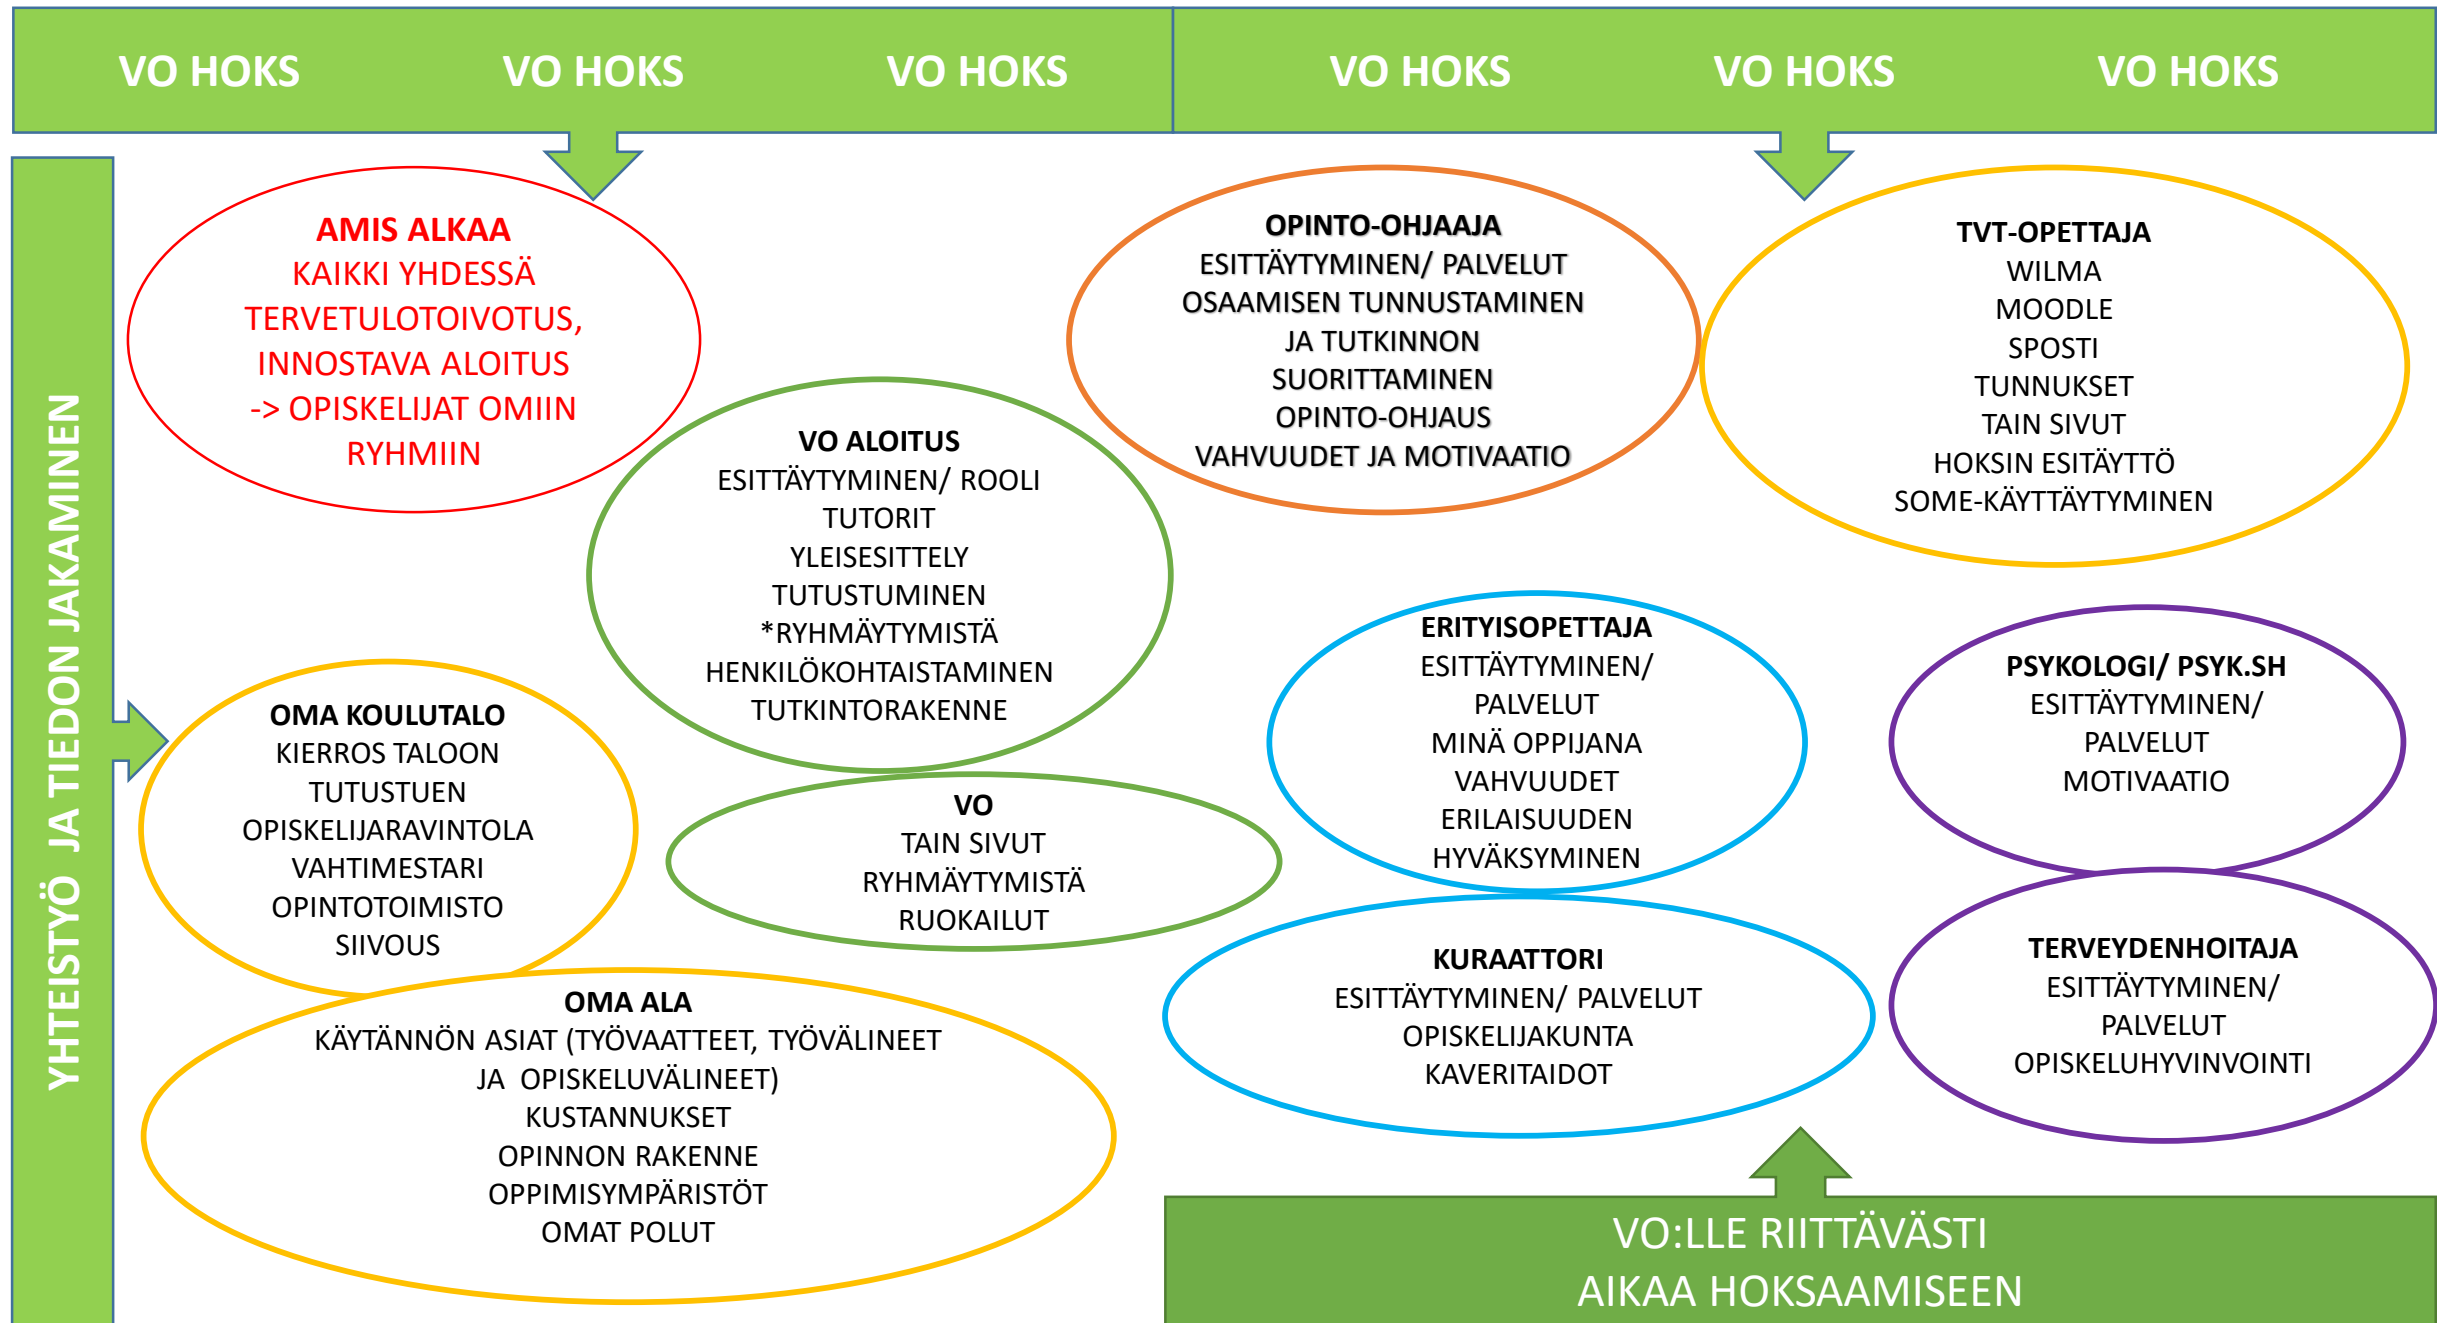 VO HOKS VO HOKS VO HOKS VO HOKS VO HOKS VO HOKS
YHTEISTYÖ JA TIEDON JAKAMINEN
AMIS ALKAA
KAIKKI YHDESSÄ
TERVETULOTOIVOTUS,
INNOSTAVA ALOITUS
-> OPISKELIJAT OMIIN
RYHMIIN
VO ALOITUS
ESITTÄYTYMINEN/ ROOLI
TUTORIT
YLEISESITTELY
TUTUSTUMINEN
*RYHMÄYTYMISTÄ
HENKILÖKOHTAISTAMINEN
TUTKINTORAKENNE
OPINTO-OHJAAJA
ESITTÄYTYMINEN/ PALVELUT
OSAAMISEN TUNNUSTAMINEN
JA TUTKINNON
SUORITTAMINEN
OPINTO-OHJAUS
VAHVUUDET JA MOTIVAATIO
TVT-OPETTAJA
WILMA
MOODLE
SPOSTI
TUNNUKSET
TAIN SIVUT
HOKSIN ESITÄYTTÖ
SOME-KÄYTTÄYTYMINEN
OMA KOULUTALO
KIERROS TALOON
TUTUSTUEN
OPISKELIJARAVINTOLA
VAHTIMESTARI
OPINTOTOIMISTO
SIIVOUS
VO
TAIN SIVUT
RYHMÄYTYMISTÄ
RUOKAILUT
ERITYISOPETTAJA
ESITTÄYTYMINEN/
PALVELUT
MINÄ OPPIJANA
VAHVUUDET
ERILAISUUDEN
HYVÄKSYMINEN
PSYKOLOGI/ PSYK.SH
ESITTÄYTYMINEN/
PALVELUT
MOTIVAATIO
OMA ALA
KÄYTÄNNÖN ASIAT (TYÖVAATTEET, TYÖVÄLINEET
JA OPISKELUVÄLINEET)
KUSTANNUKSET
OPINNON RAKENNE
OPPIMISYMPÄRISTÖT
OMAT POLUT
KURAATTORI
ESITTÄYTYMINEN/ PALVELUT
OPISKELIJAKUNTA
KAVERITAIDOT
TERVEYDENHOITAJA
ESITTÄYTYMINEN/
PALVELUT
OPISKELUHYVINVOINTI
VO:LLE RIITTÄVÄSTI
AIKAA HOKSAAMISEEN